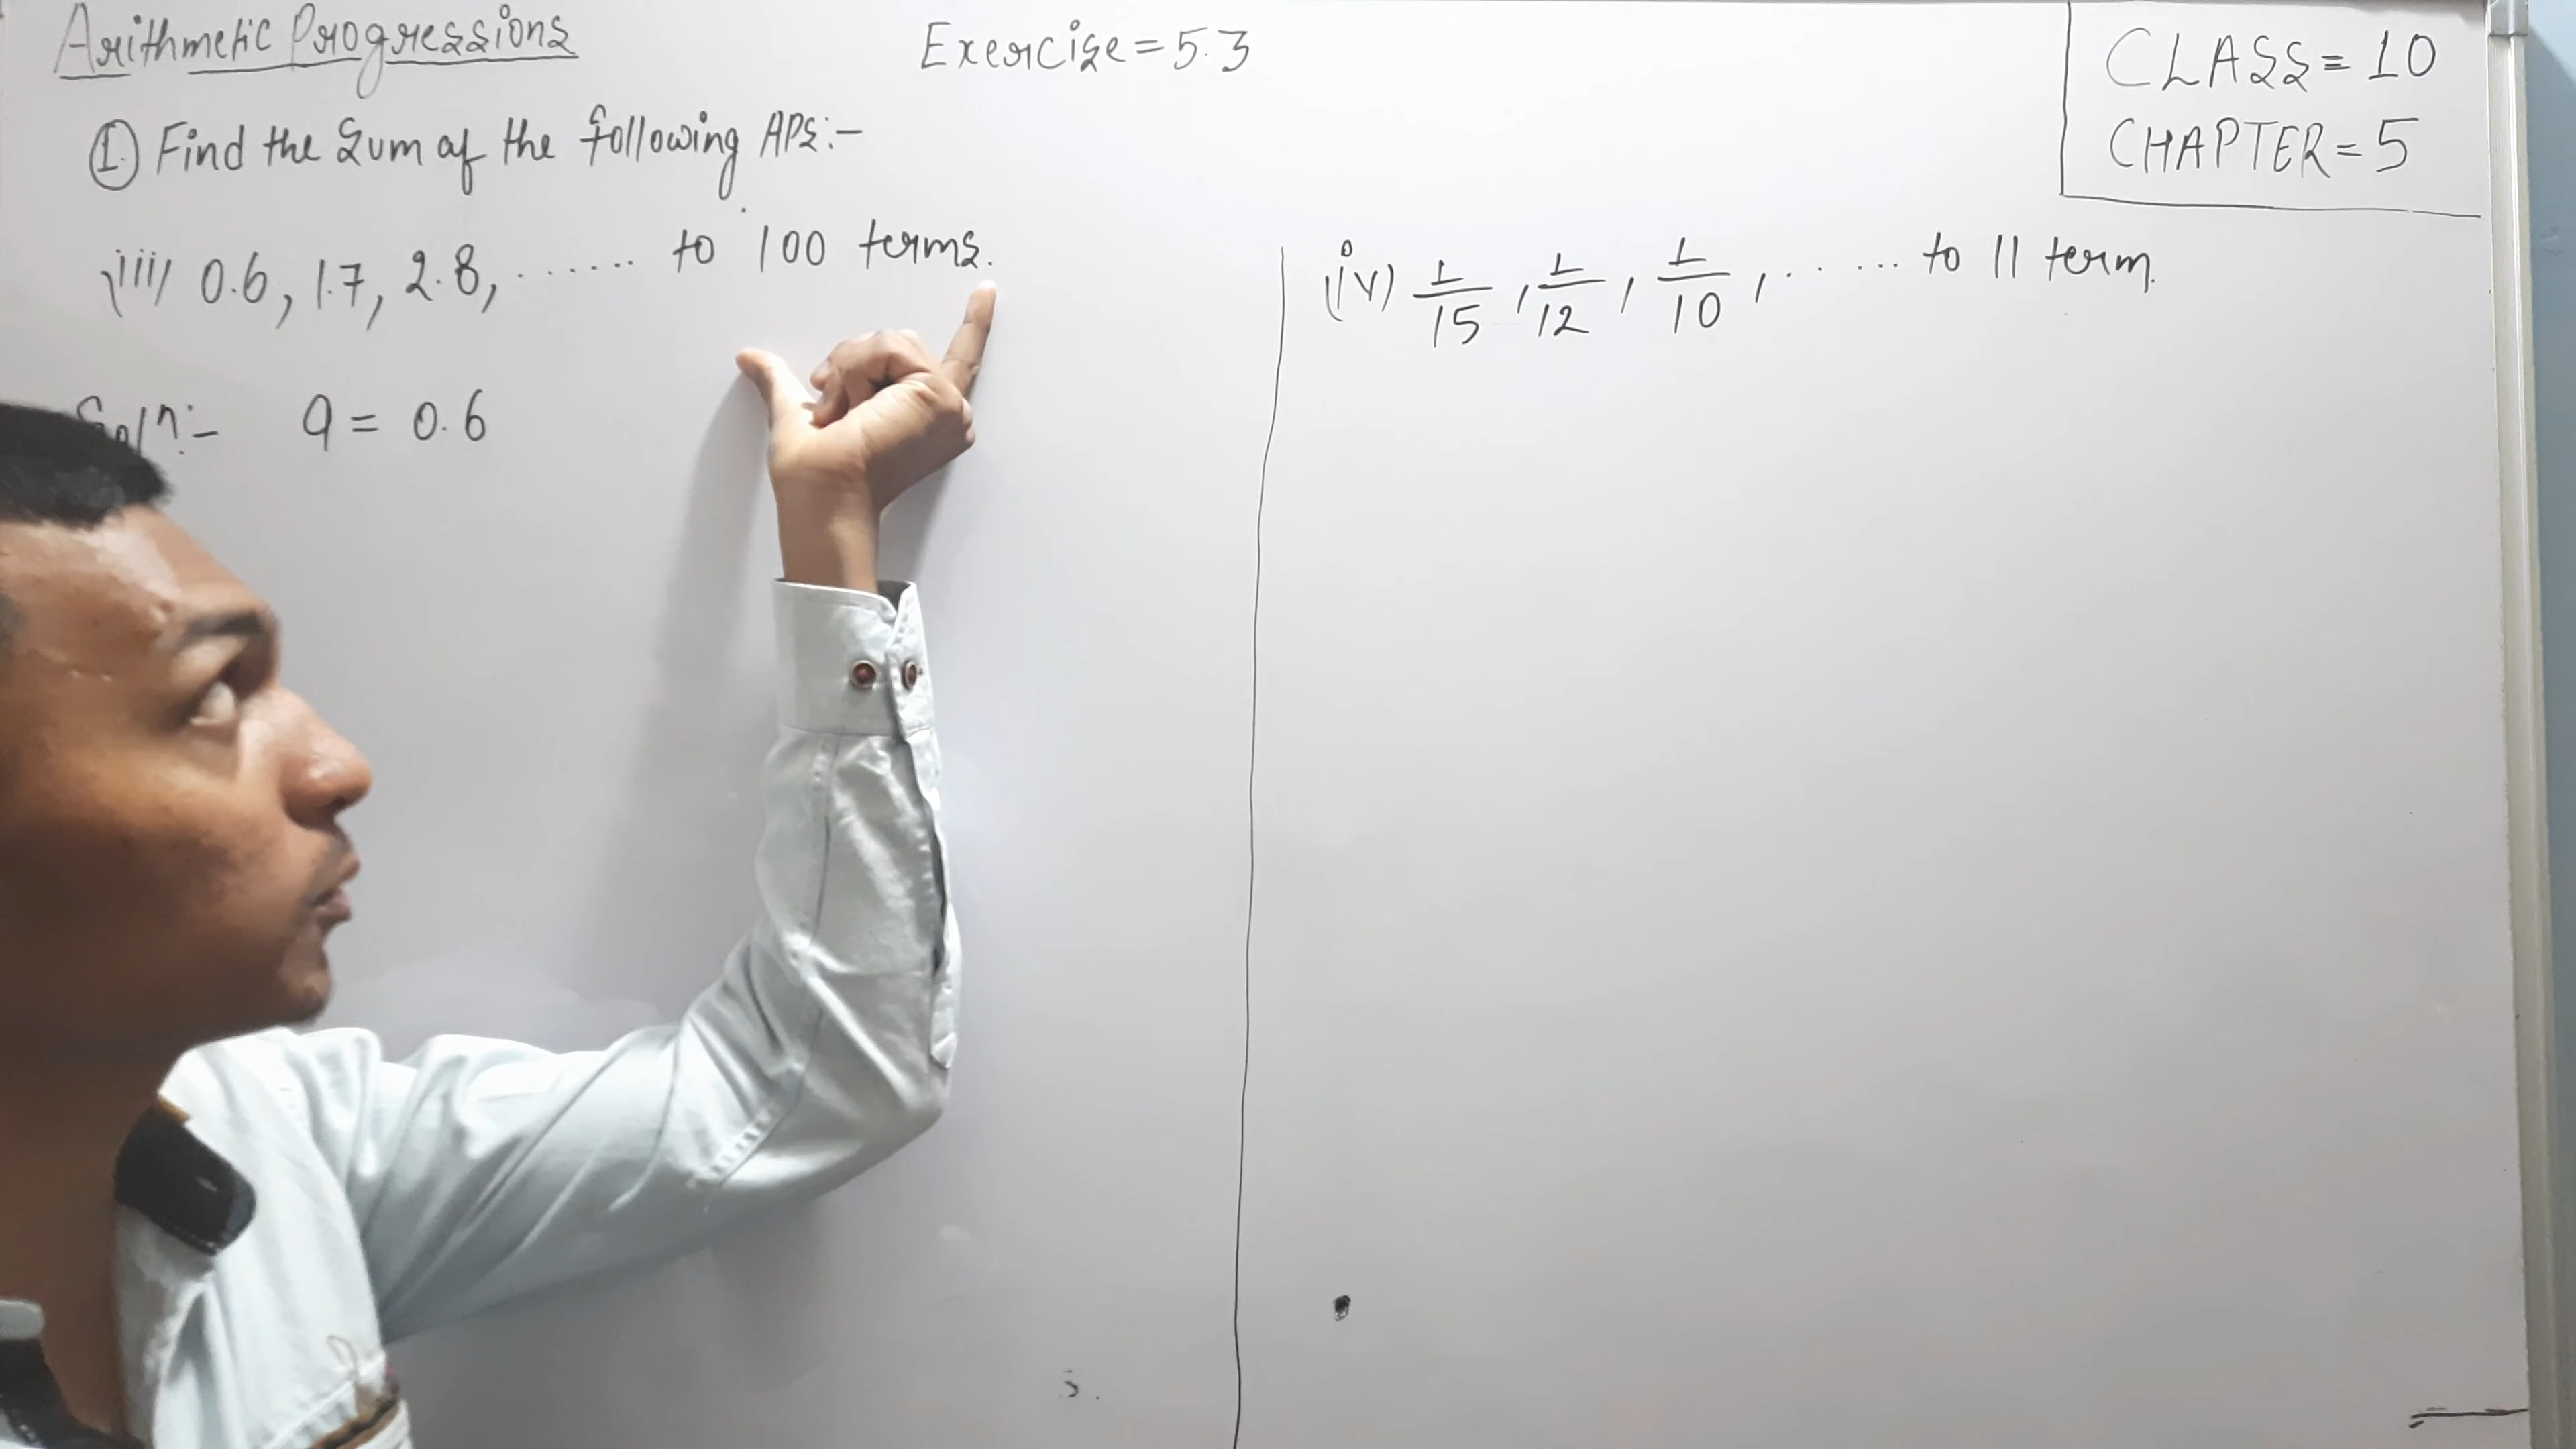 Arithmetic Progressions
Exercise = 5.3
CLASS = 10
CHAPTER = 5
① Find the Sum of the following APs:-
(iii) 0.6, 1.7, 2.8, ...... to 100 terms.
Soln:- a = 0.6
(iv) 1/15, 1/12, 1/10, ...... to 11 term.